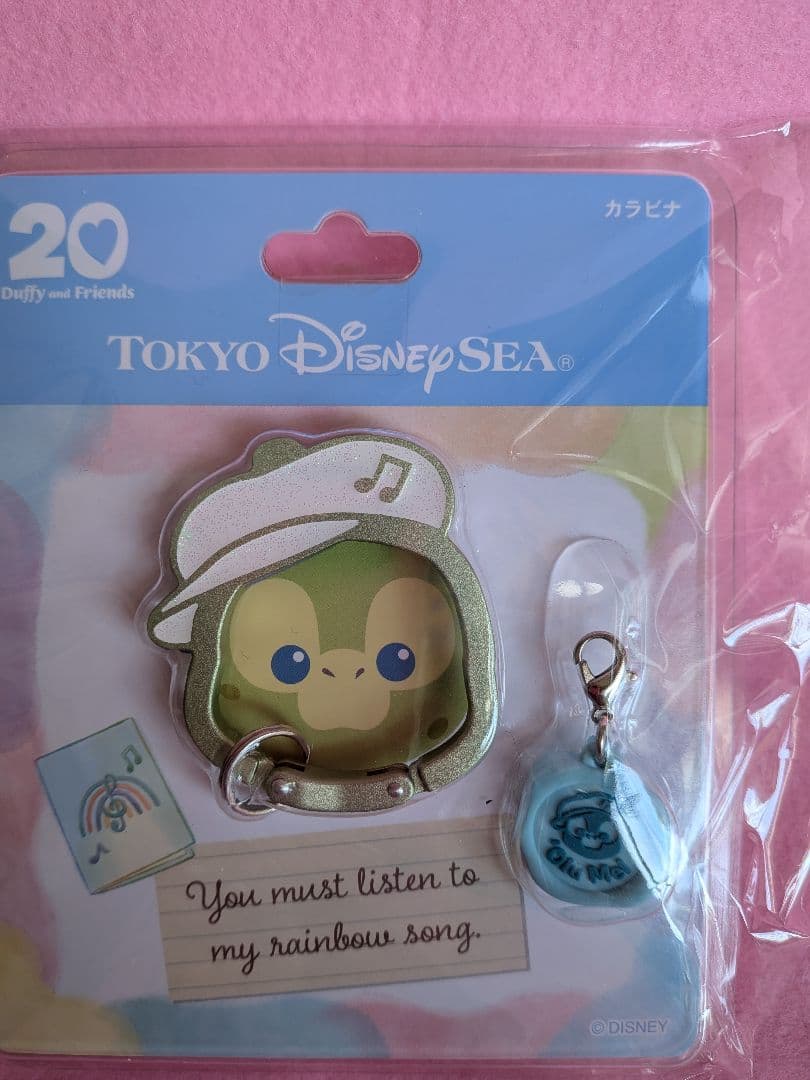 カラビナ
20
Duffy and Friends
TOKYO DISNEYSEA®
You must listen to
my rainbow song.
'Olu Mel
© DISNEY